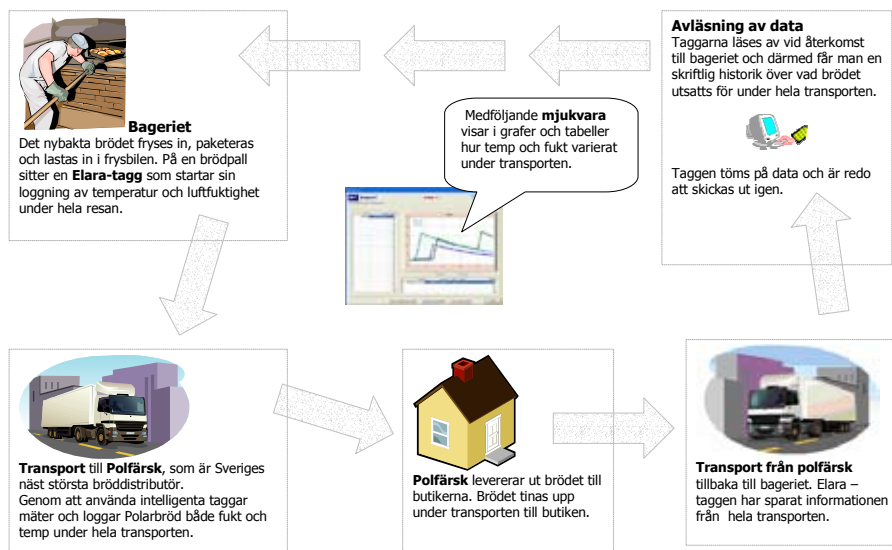 Bageriet
Det nybakta brödet fryses in, paketeras
och lastas in i frysbilen. På en brödpall
sitter en Elara-tagg som startar sin
loggning av temperatur och luftfuktighet
under hela resan.
Transport till Polfärsk, som är Sveriges
näst största bröddistributör.
Genom att använda intelligenta taggar
mäter och loggar Polarbröd både fukt och
temp under hela transporten.
Polfärsk levererar ut brödet till
butikerna. Brödet tinas upp
under transporten till butiken.
Transport från polfärsk
tillbaka till bageriet. Elara –
taggen har sparat informationen
från hela transporten.
Avläsning av data
Taggarna läses av vid återkomst
till bageriet och därmed får man en
skriftlig historik över vad brödet
utsatts för under hela transporten.
Taggen töms på data och är redo
att skickas ut igen.
Medföljande mjukvara
visar i grafer och tabeller
hur temp och fukt varierat
under transporten.